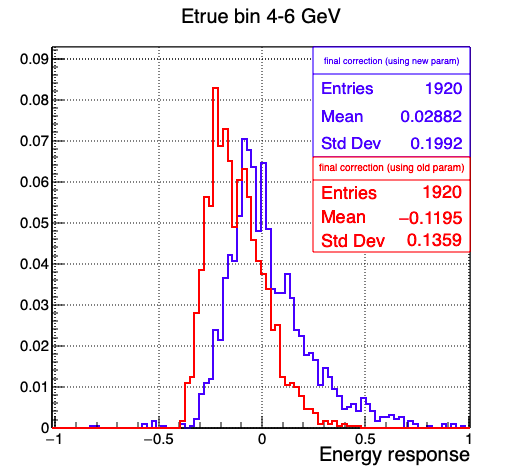 Etrue bin 4-6 GeV
final correction (using new param)
Entries 1920
Mean 0.02882
Std Dev 0.1992
final correction (using old param)
Entries 1920
Mean −0.1195
Std Dev 0.1359
0.09
0.08
0.07
0.06
0.05
0.04
0.03
0.02
0.01
0
−1 −0.5 0 0.5 1
Energy response